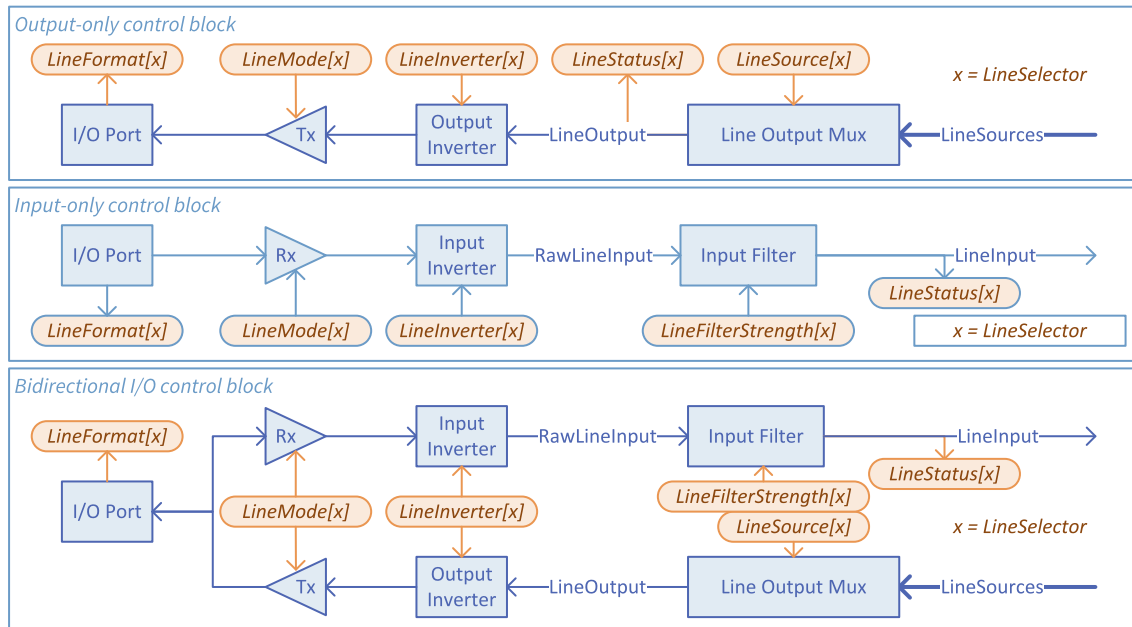 Output-only control block
LineFormat[x]
LineMode[x]
LineInverter[x]
LineStatus[x]
LineSource[x]
x = LineSelector
I/O Port
Tx
Output
Inverter
LineOutput
Line Output Mux
LineSources
Input-only control block
I/O Port
Rx
Input
Inverter
RawLineInput
Input Filter
LineInput
LineStatus[x]
LineFormat[x]
LineMode[x]
LineInverter[x]
LineFilterStrength[x]
x = LineSelector
Bidirectional I/O control block
LineFormat[x]
Rx
Input
Inverter
RawLineInput
Input Filter
LineInput
LineStatus[x]
I/O Port
LineMode[x]
LineInverter[x]
LineFilterStrength[x]
LineSource[x]
x = LineSelector
Tx
Output
Inverter
LineOutput
Line Output Mux
LineSources